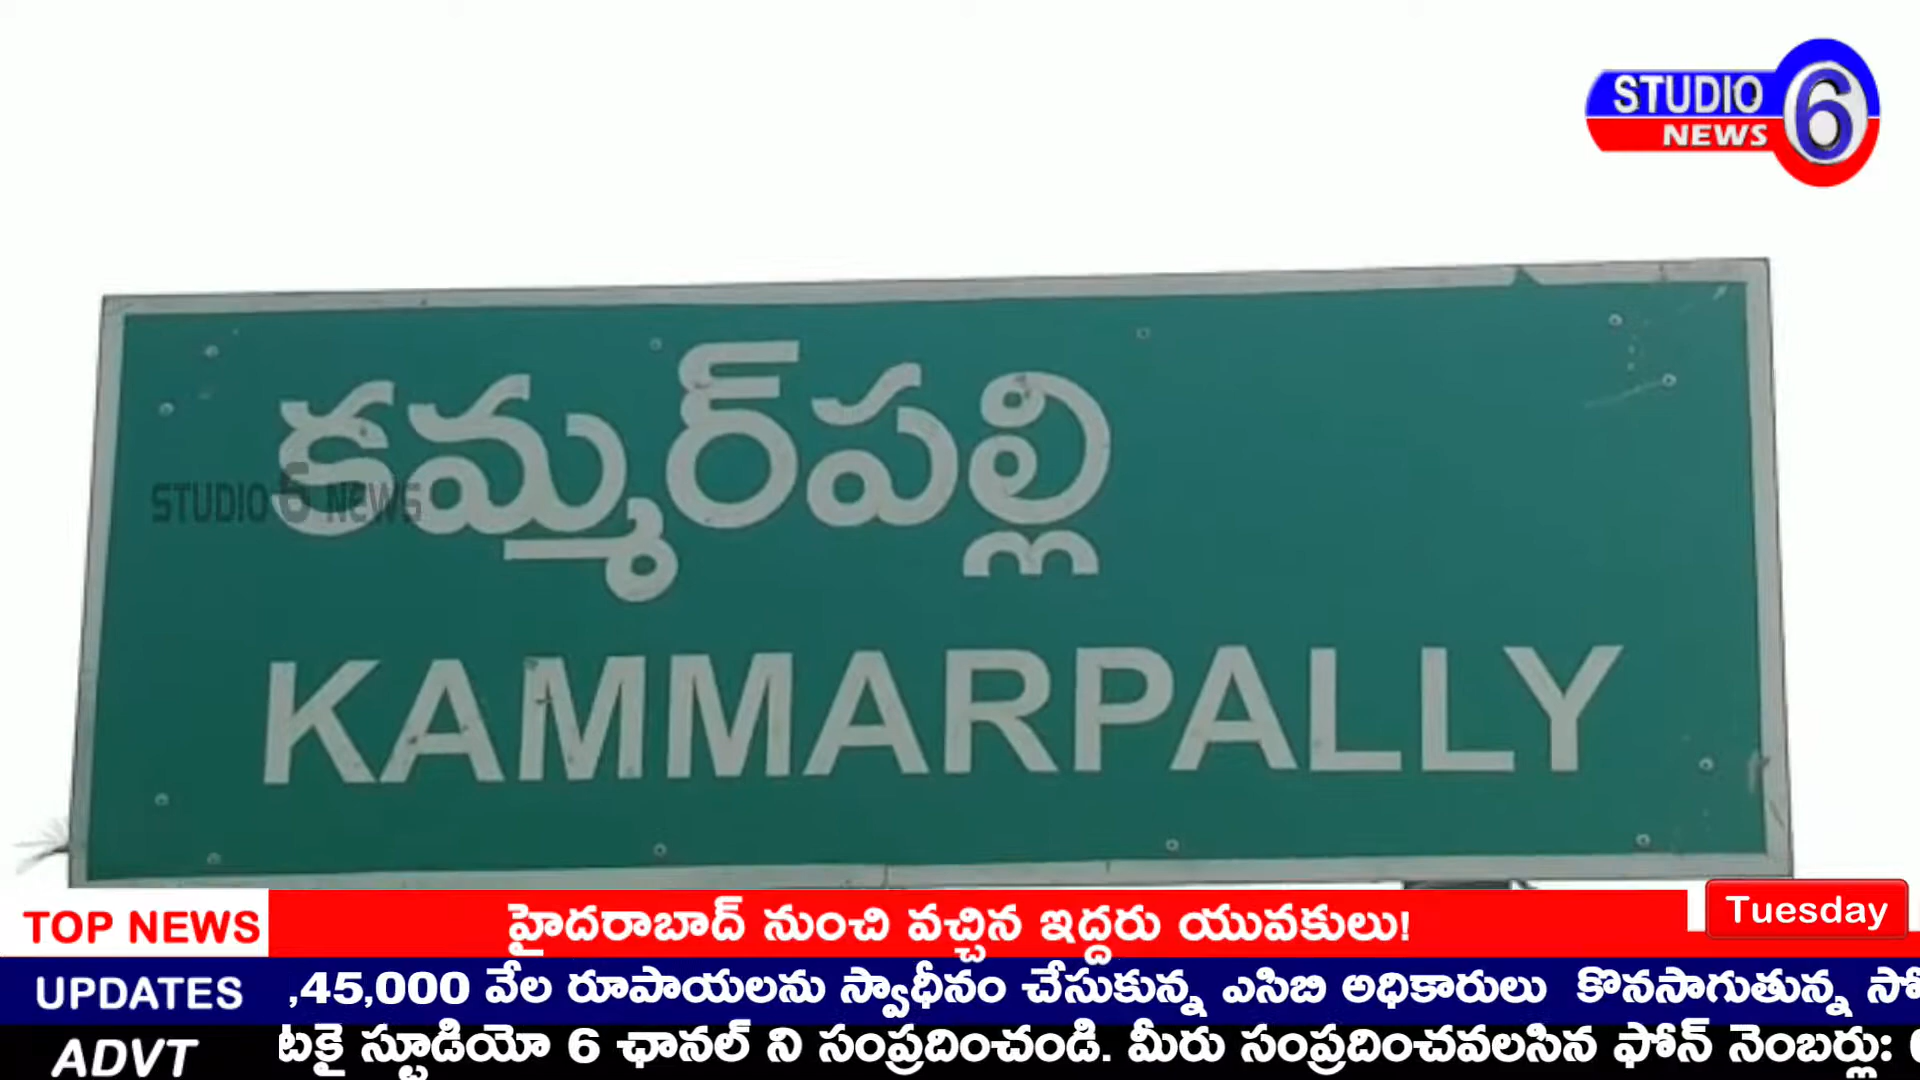 STUDIO 6
NEWS
కమ్మర్‌పల్లి
STUDIO 6 NEWS
KAMMARPALLY
TOP NEWS హైదరాబాద్ నుంచి వచ్చిన ఇద్దరు యువకులు! Tuesday
UPDATES ,45,000 వేల రూపాయలను స్వాధీనం చేసుకున్న ఎసిబి అధికారులు కొనసాగుతున్న
ADVT టకై స్టూడియో 6 ఛానల్ ని సంప్రదించండి. మీరు సంప్రదించవలసిన ఫోన్ నెంబర్లు: